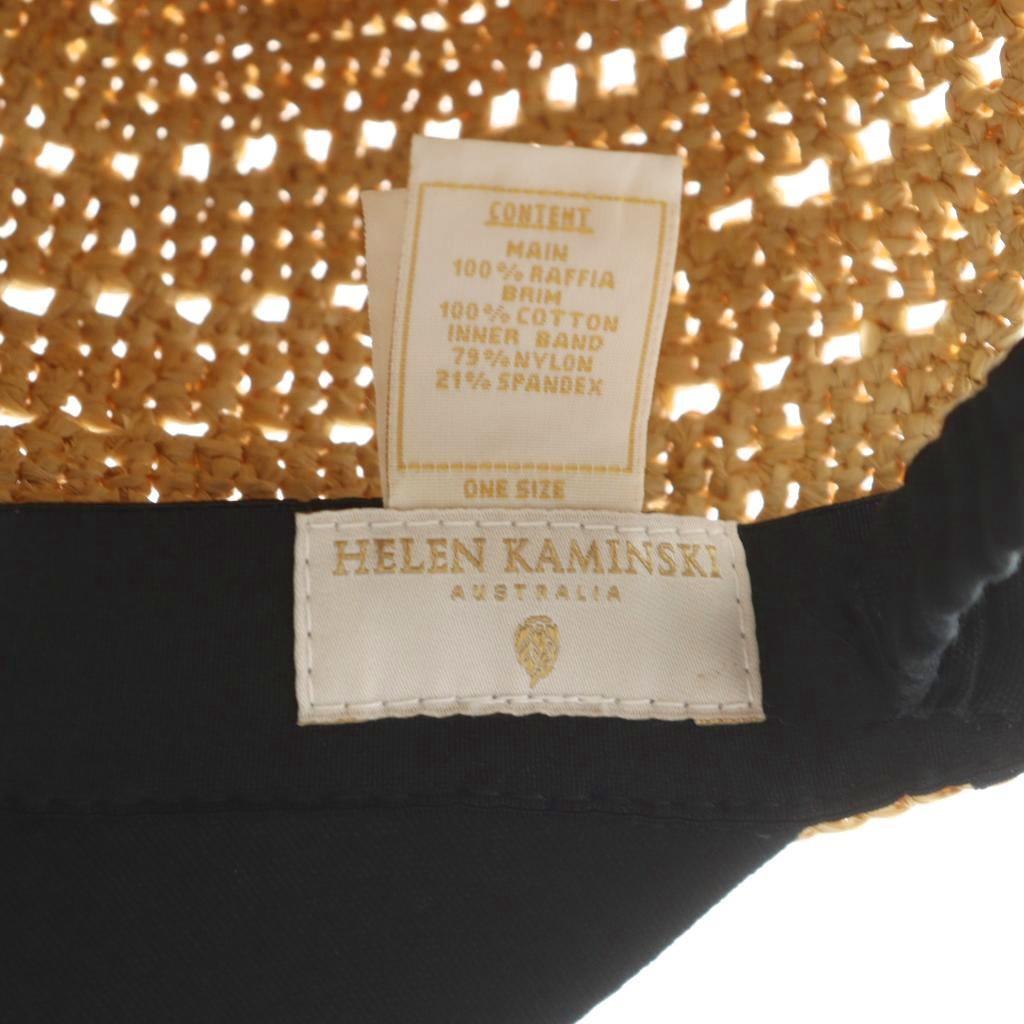 CONTENT
MAIN
100% RAFFIA
BRIM
100% COTTON
INNER BAND
79% NYLON
21% SPANDEX
ONE SIZE
HELEN KAMINSKI
AUSTRALIA